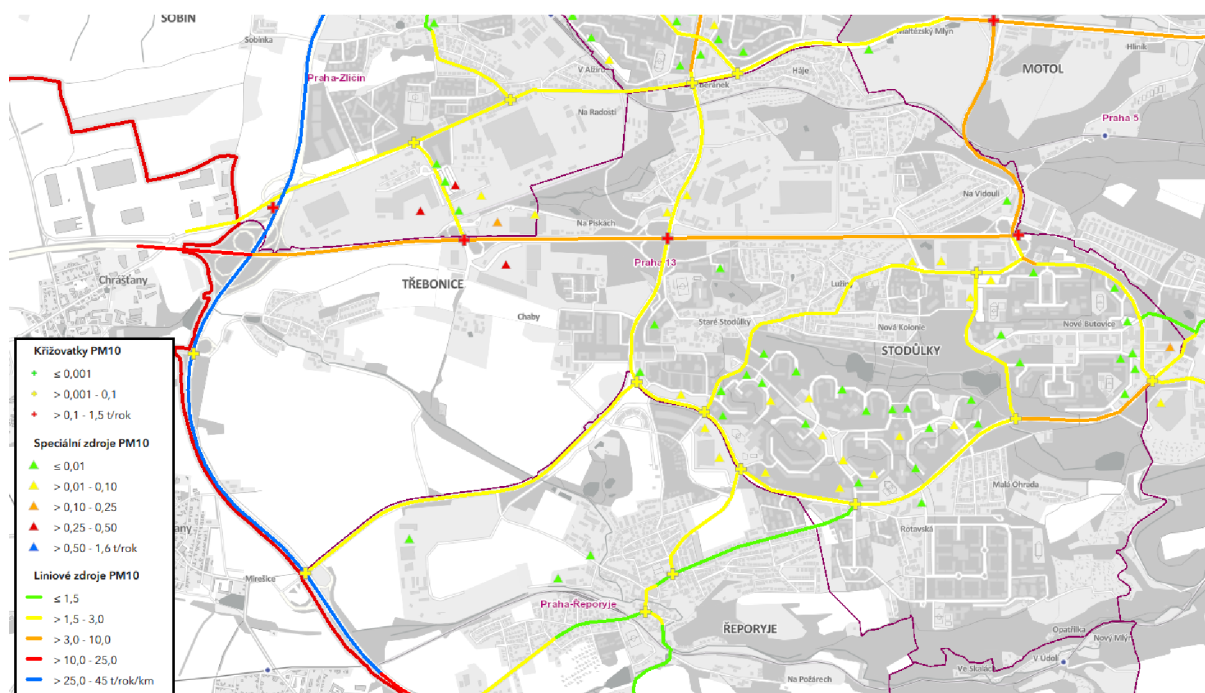 SOBÍN
Sobínka
Praha-Zličín
V Alžíru
Na Radosti
Beránek
Háje
Maltézský Mlýn
MOTOL
Hliník
Praha 5
Na Vidouli
Na Pískách
Praha 13
Chrášťany
TŘEBONICE
Chaby
Staré Stodůlky
Lužiny
Nová Kolonie
Nové Butovice
STODŮLKY
Křižovatky PM10
≤ 0,001
> 0,001 - 0,1
> 0,1 - 1,5 t/rok
Speciální zdroje PM10
≤ 0,01
> 0,01 - 0,10
> 0,10 - 0,25
> 0,25 - 0,50
> 0,50 - 1,6 t/rok
Liniové zdroje PM10
≤ 1,5
> 1,5 - 3,0
> 3,0 - 10,0
> 10,0 - 25,0
> 25,0 - 45 t/rok/km
Malá Ohrada
Rotavská
Mirešice
Praha-Řeporyje
ŘEPORYJE
Opatřilka
Nový Mlýn
V Údolí
Ve Skalách
Na Požárech